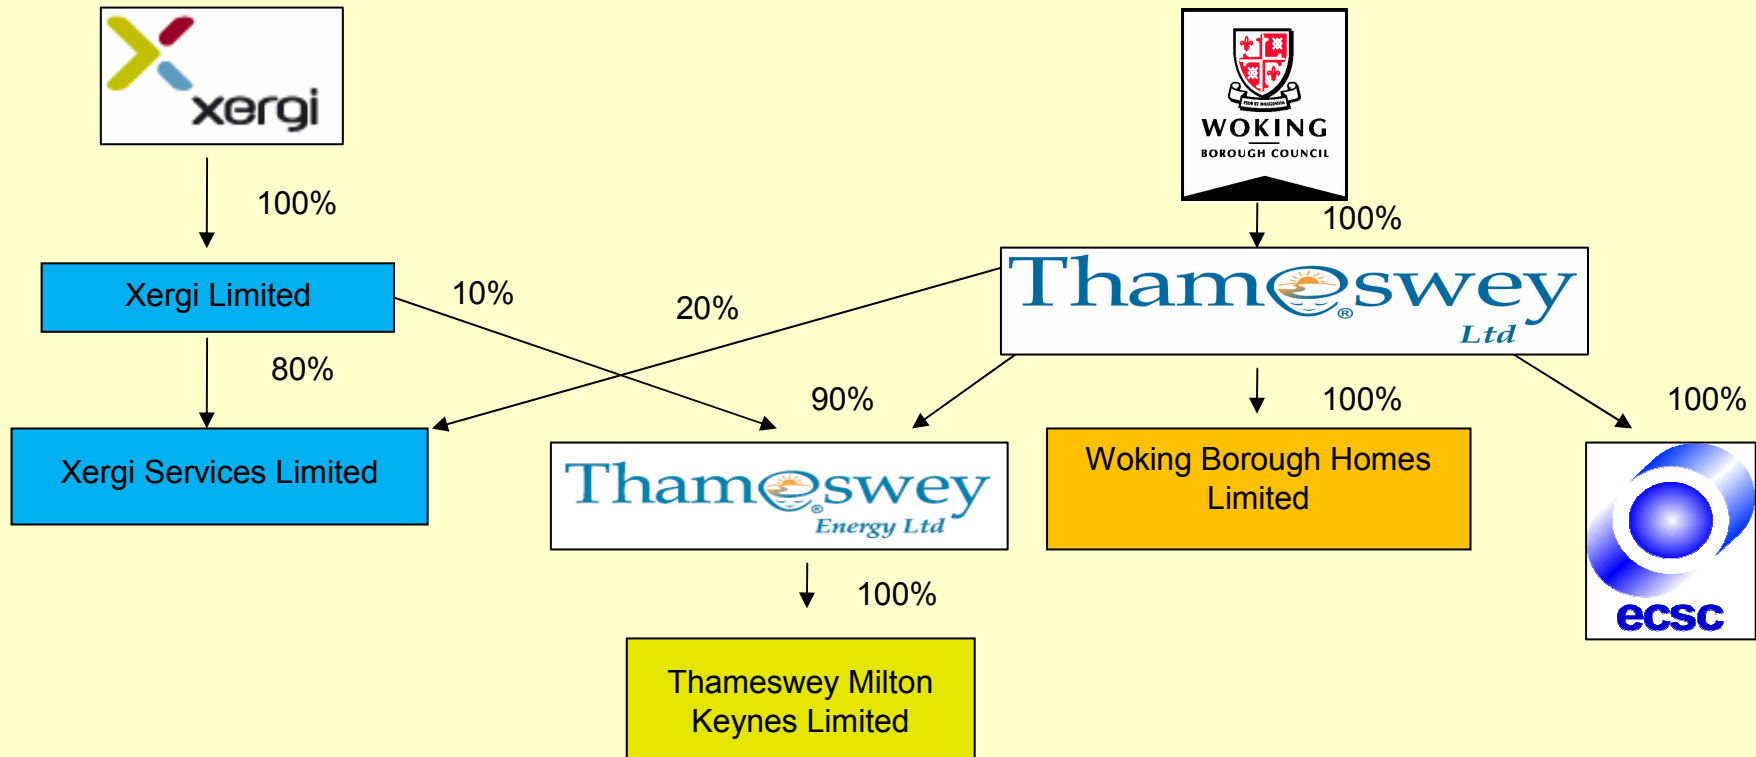 xergi
WOKING
BOROUGH COUNCIL
100%
100%
Xergi Limited
10%
20%
Thameswey
®
Ltd
80%
90%
100%
100%
Xergi Services Limited
Thameswey
®
Energy Ltd
Woking Borough Homes
Limited
ecsc
100%
Thameswey Milton
Keynes Limited